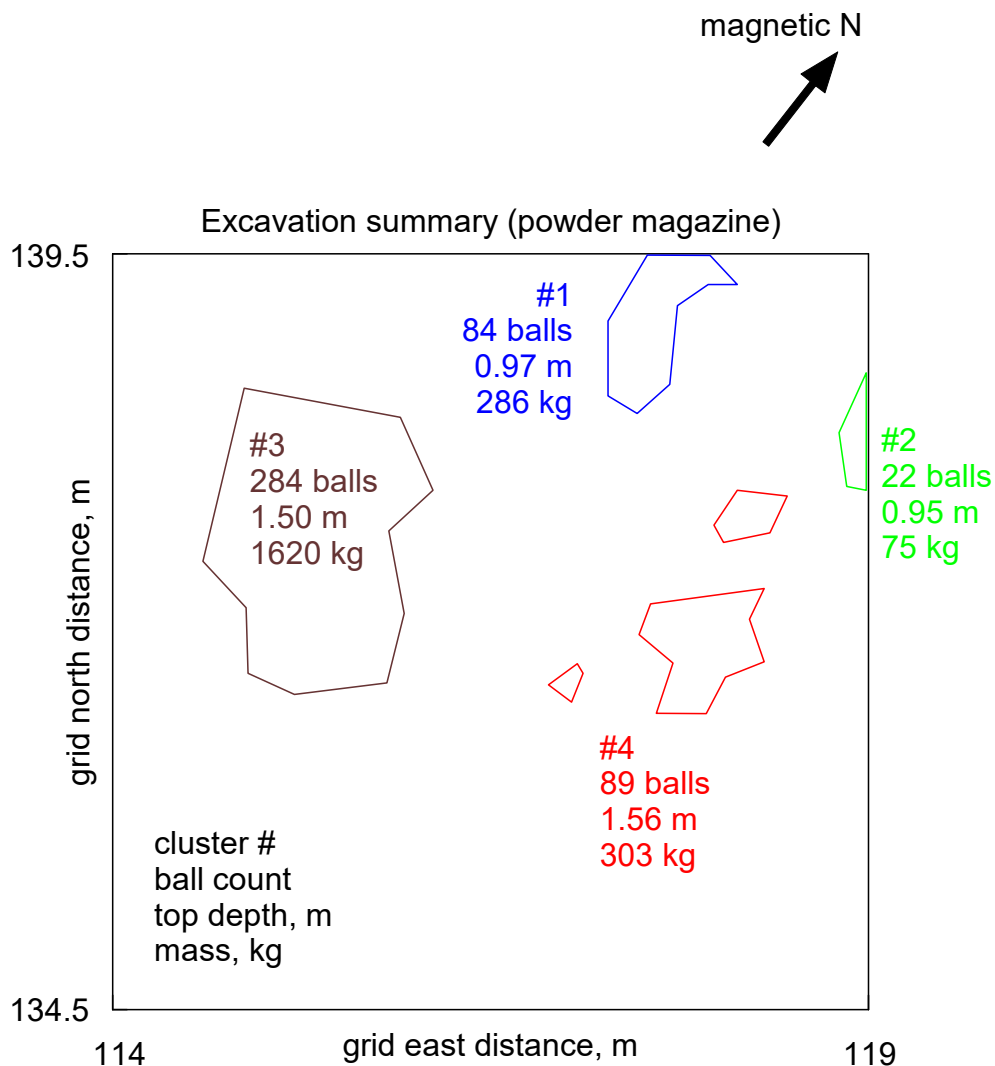 magnetic N
Excavation summary (powder magazine)
139.5
#1
84 balls
0.97 m
286 kg
#3
284 balls
1.50 m
1620 kg
#2
22 balls
0.95 m
75 kg
grid north distance, m
#4
89 balls
1.56 m
303 kg
cluster #
ball count
top depth, m
mass, kg
134.5
114
grid east distance, m
119